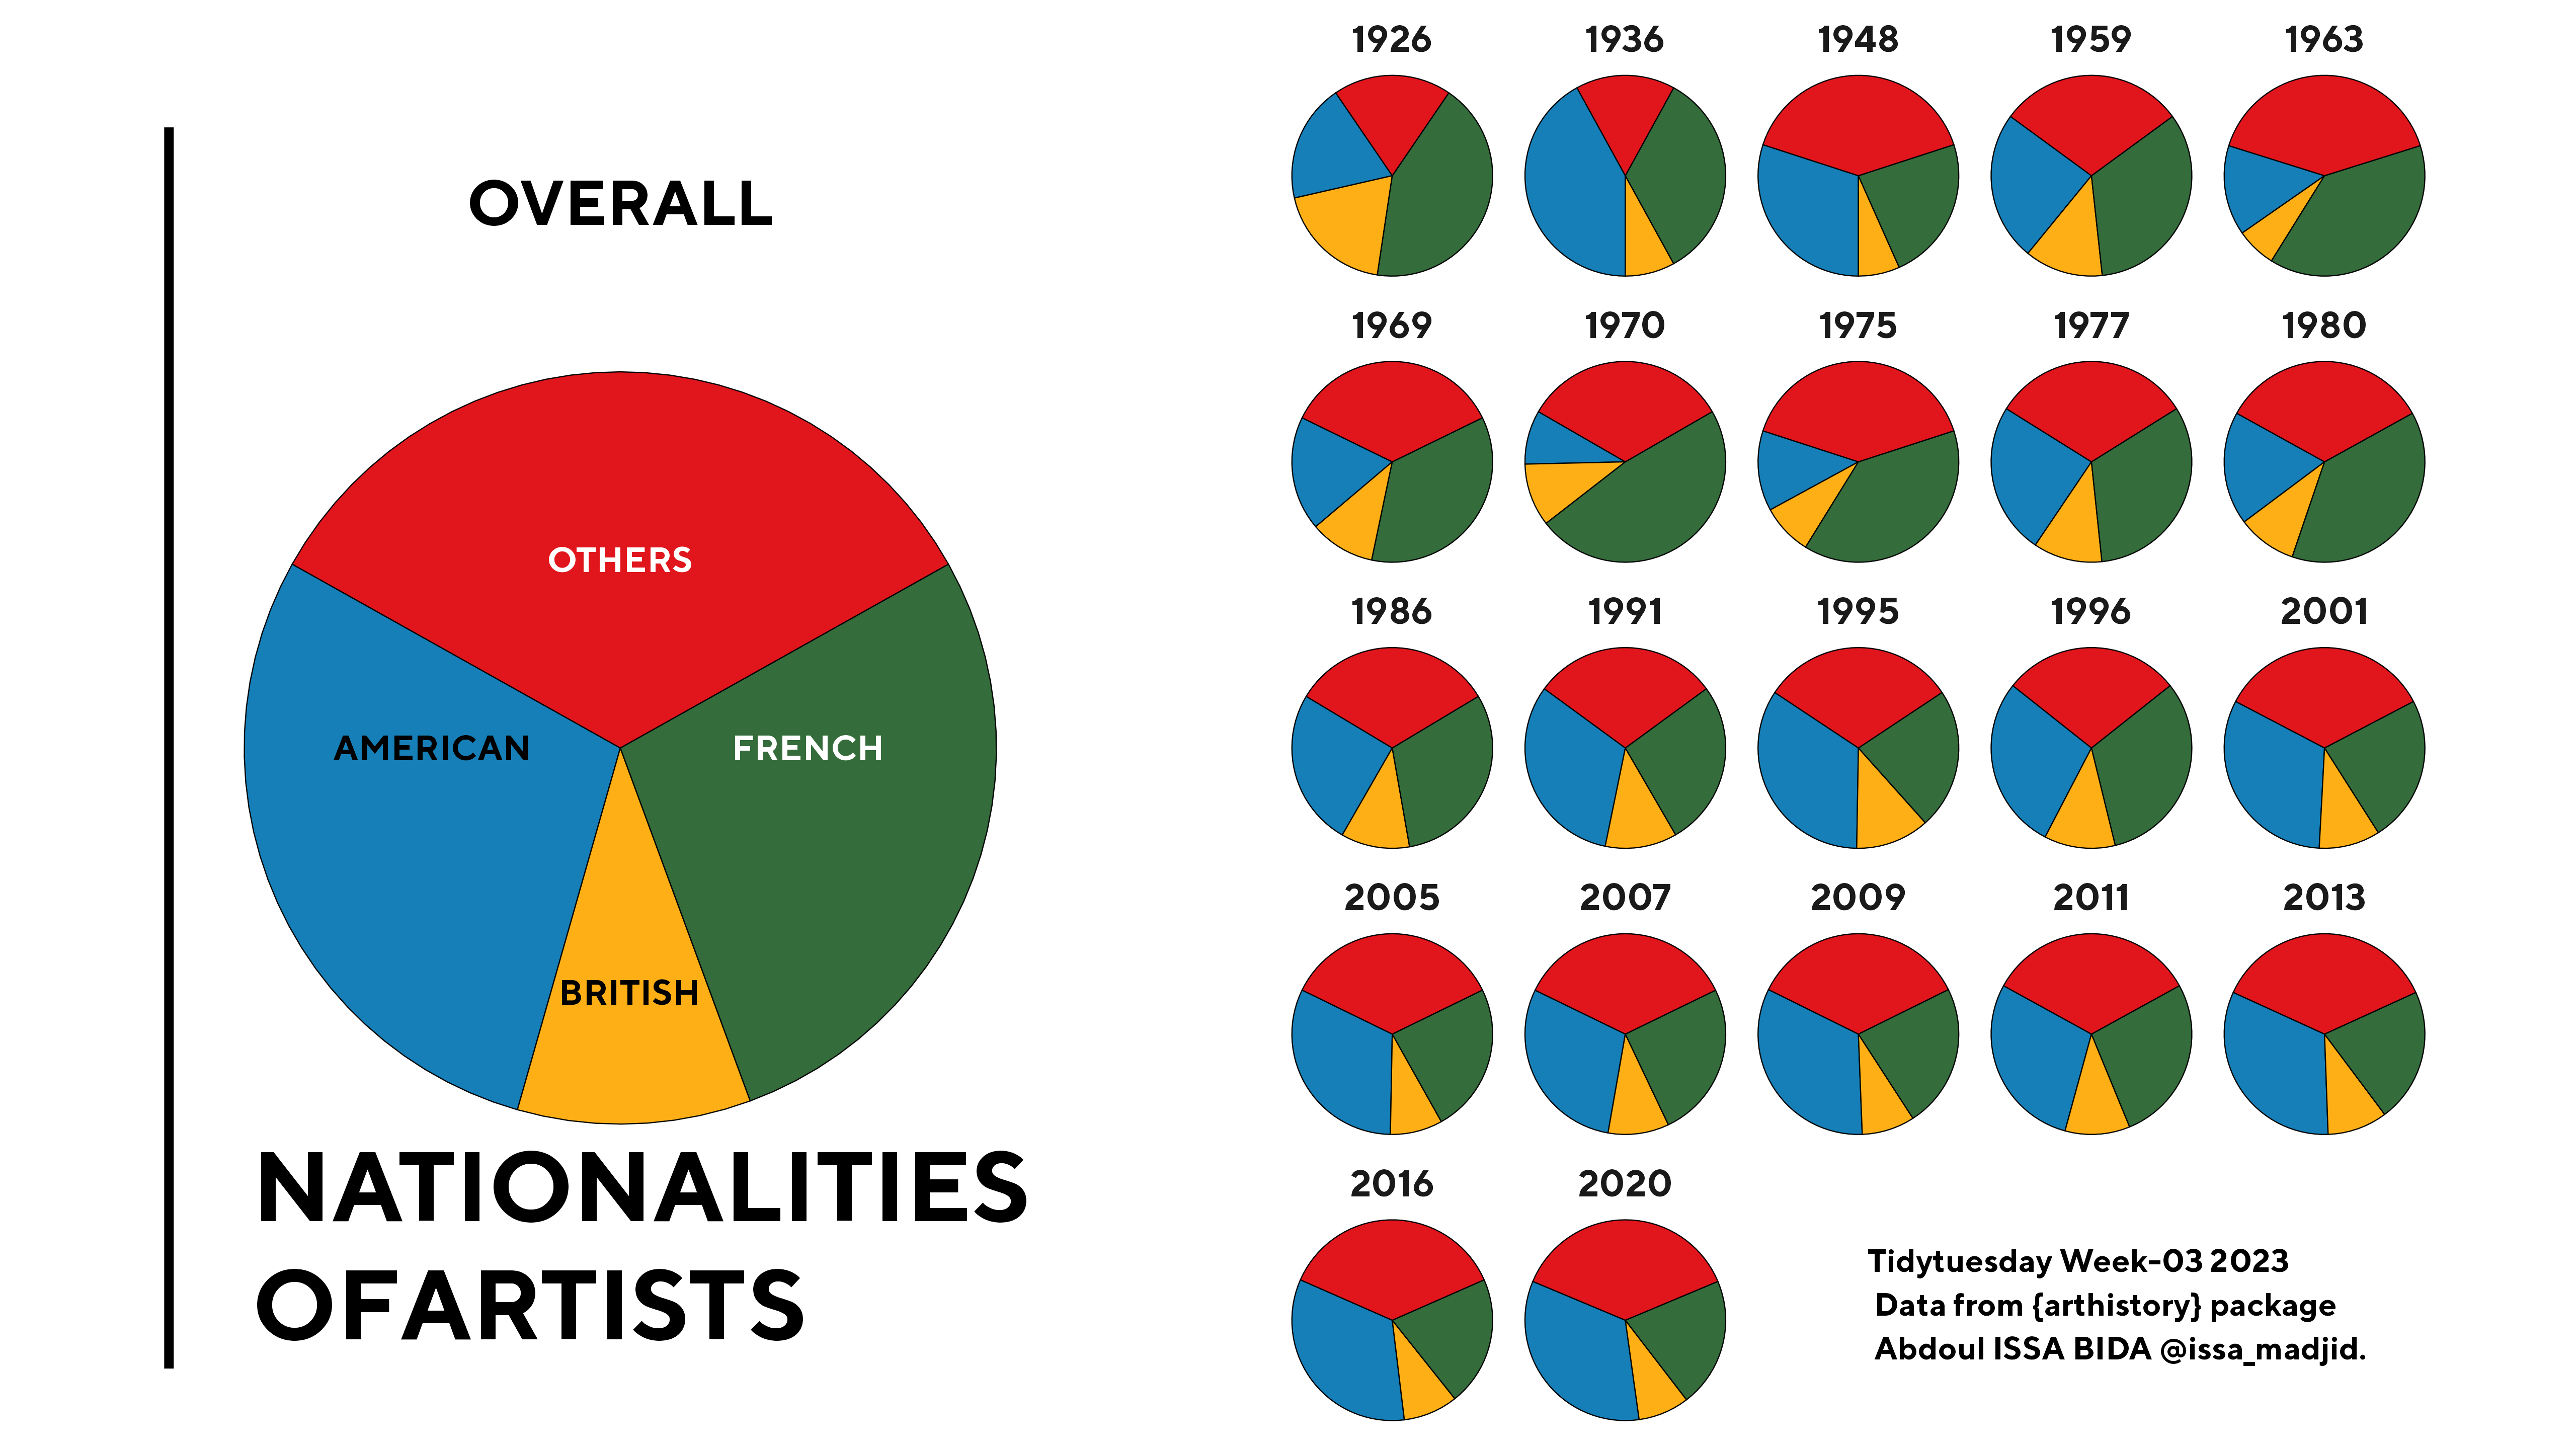 OVERALL
OTHERS
AMERICAN
FRENCH
BRITISH
NATIONALITIES
OFARTISTS
1926 1936 1948 1959 1963
1969 1970 1975 1977 1980
1986 1991 1995 1996 2001
2005 2007 2009 2011 2013
2016 2020
Tidytuesday Week-03 2023
Data from {arthistory} package
Abdoul ISSA BIDA @issa_madjid.